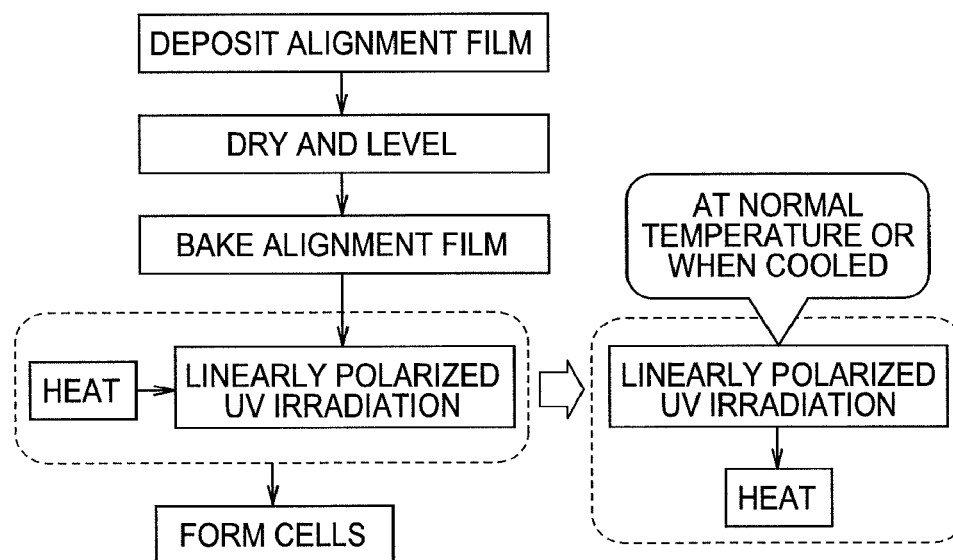 DEPOSIT ALIGNMENT FILM
DRY AND LEVEL
BAKE ALIGNMENT FILM
HEAT
LINEARLY POLARIZED
UV IRRADIATION
FORM CELLS
AT NORMAL
TEMPERATURE OR
WHEN COOLED
LINEARLY POLARIZED
UV IRRADIATION
HEAT